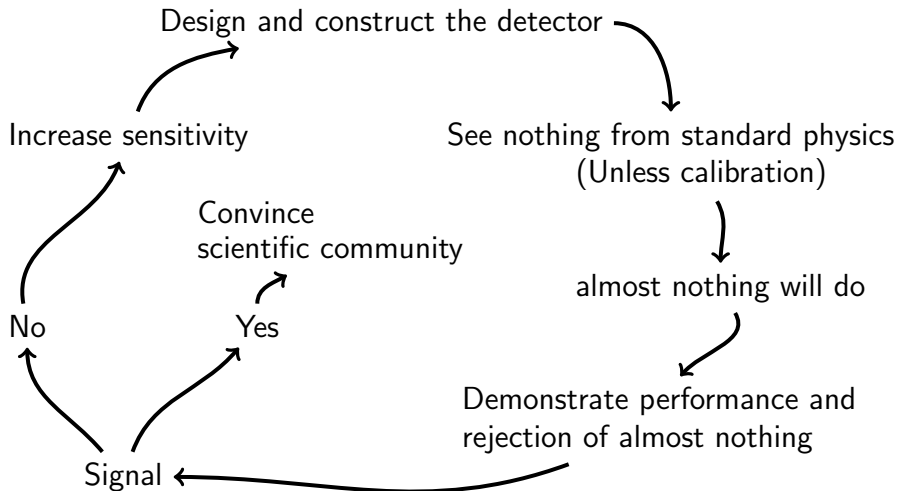 Design and construct the detector
Increase sensitivity
See nothing from standard physics
(Unless calibration)
Convince
scientific community
almost nothing will do
No
Yes
Demonstrate performance and
rejection of almost nothing
Signal